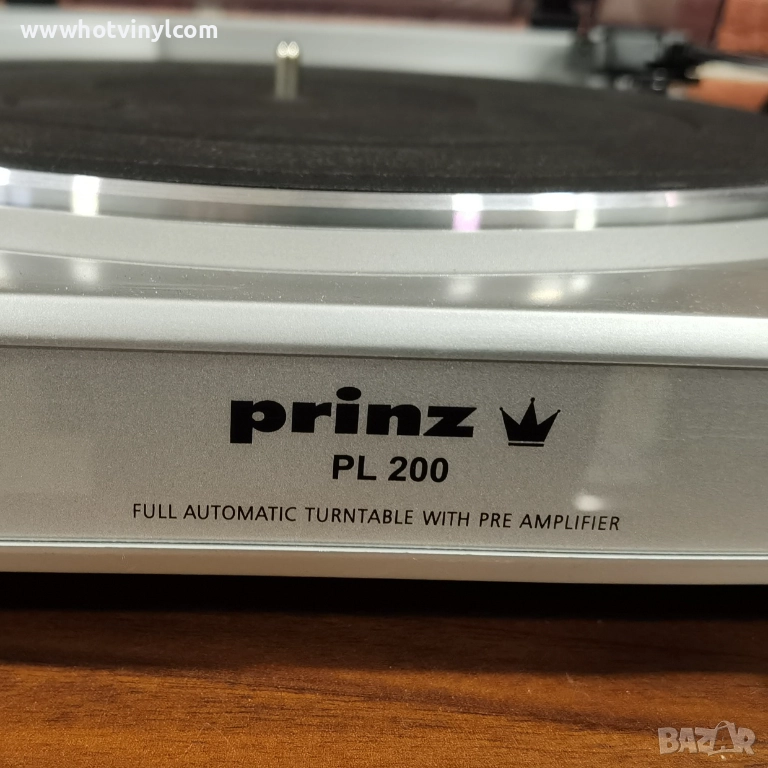 www•hotvinyl•com
prinz
PL 200
FULL AUTOMATIC TURNTABLE WITH PRE AMPLIFIER
BAZAR